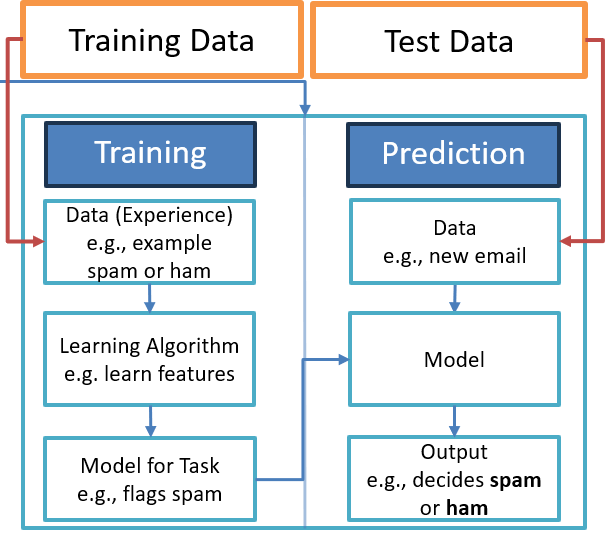 Training Data
Test Data
Training
Prediction
Data (Experience)
e.g., example
spam or ham
Data
e.g., new email
Learning Algorithm
e.g. learn features
Model
Model for Task
e.g., flags spam
Output
e.g., decides spam
or ham